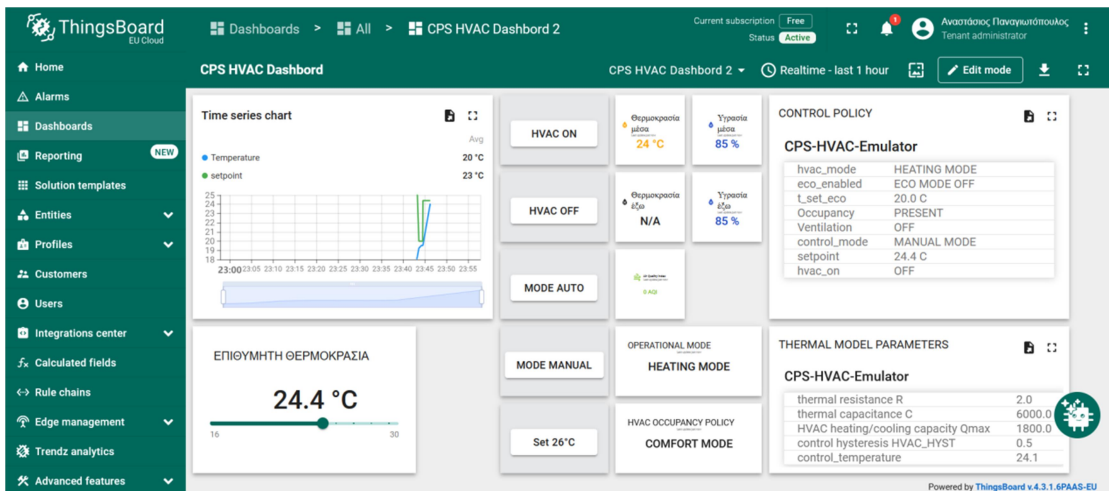 ThingsBoard
EU Cloud
Dashboards > All > CPS HVAC Dashbord 2
Current subscription Free
Status Active
Αναστάσιος Παναγιωτόπουλος
Tenant administrator
Home
Alarms
Dashboards
Reporting NEW
Solution templates
Entities
Profiles
Customers
Users
Integrations center
Calculated fields
Rule chains
Edge management
Trendz analytics
Advanced features
CPS HVAC Dashbord
CPS HVAC Dashbord 2
Realtime - last 1 hour
Edit mode
Time series chart
Avg
Temperature 20 °C
setpoint 23 °C
25
24
23
22
21
20
19
18
23:00 23:05 23:10 23:15 23:20 23:25 23:30 23:35 23:40 23:45 23:50 23:55
ΕΠΙΘΥΜΗΤΗ ΘΕΡΜΟΚΡΑΣΙΑ
24.4 °C
16 30
HVAC ON
HVAC OFF
MODE AUTO
MODE MANUAL
Set 26°C
Θερμοκρασία
μέσα
24 °C
Υγρασία
μέσα
85 %
Θερμοκρασία
έξω
N/A
Υγρασία
έξω
85 %
0 AQI
OPERATIONAL MODE
HEATING MODE
HVAC OCCUPANCY POLICY
COMFORT MODE
CONTROL POLICY
CPS-HVAC-Emulator
hvac_mode HEATING MODE
eco_enabled ECO MODE OFF
t_set_eco 20.0 C
Occupancy PRESENT
Ventilation OFF
control_mode MANUAL MODE
setpoint 24.4 C
hvac_on OFF
THERMAL MODEL PARAMETERS
CPS-HVAC-Emulator
thermal resistance R 2.0
thermal capacitance C 6000.0
HVAC heating/cooling capacity Qmax 1800.0
control hysteresis HVAC_HYST 0.5
control_temperature 24.1
Powered by ThingsBoard v.4.3.1.6PAAS-EU